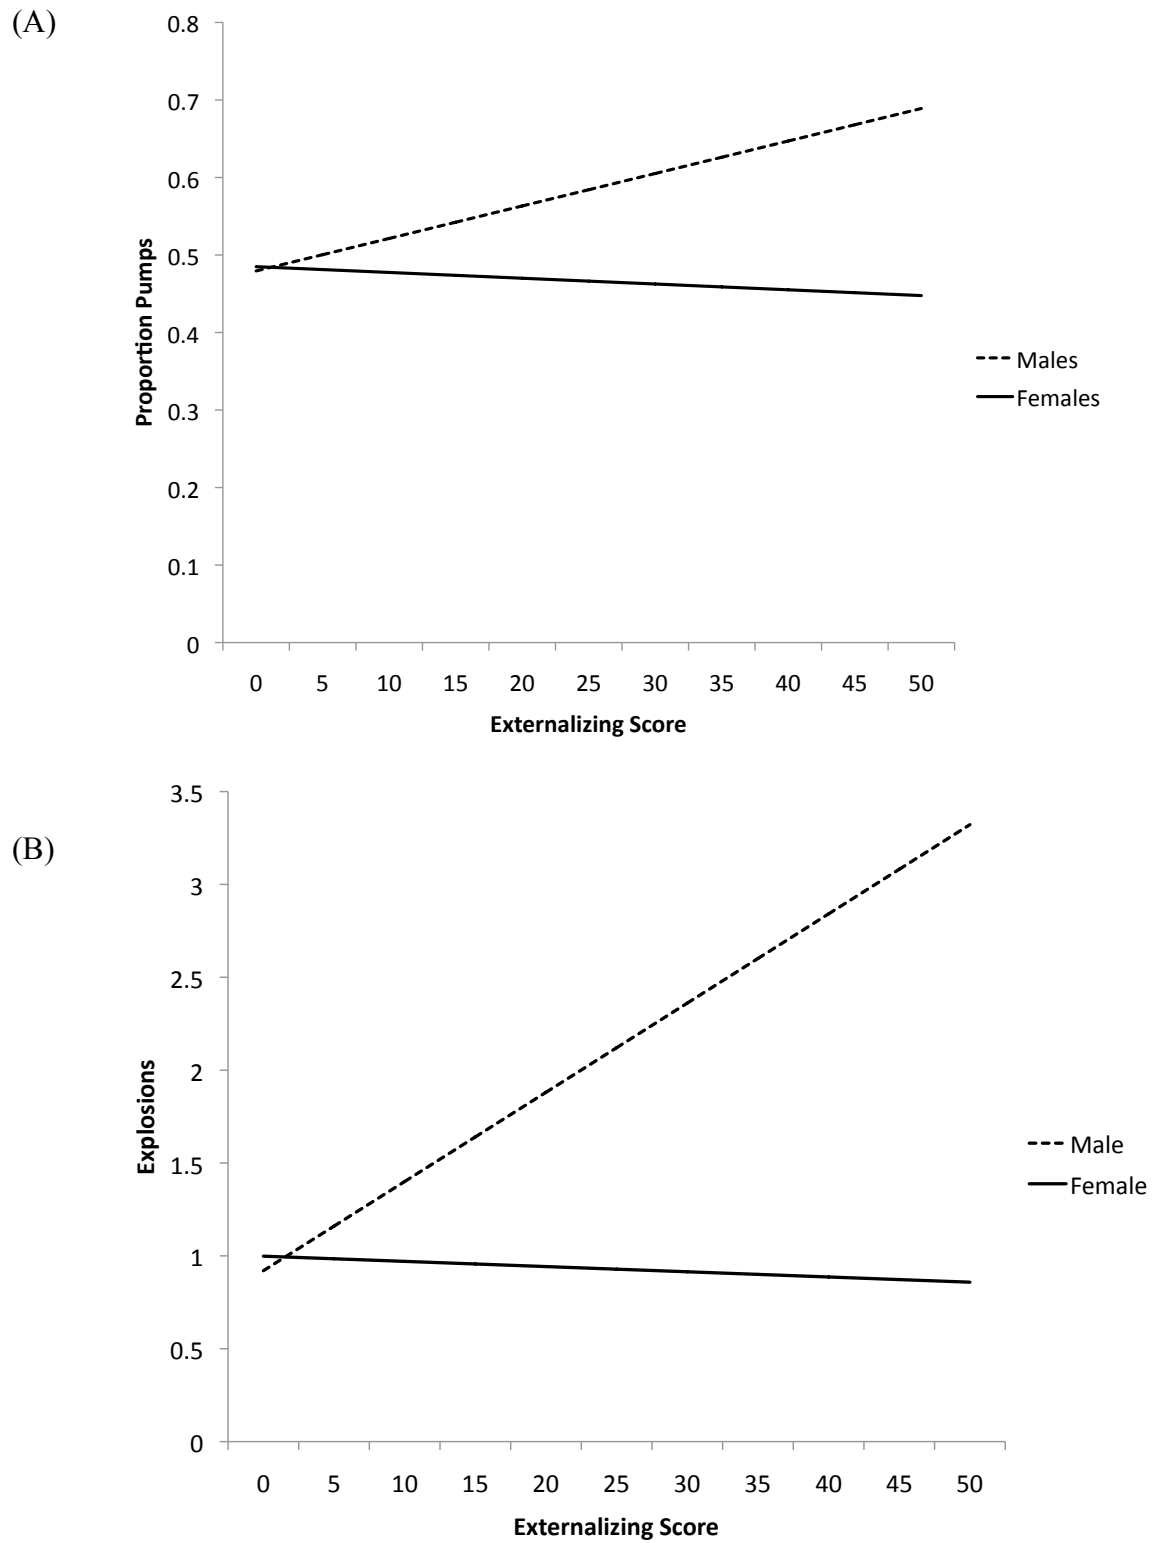 (A)
0.8
0.7
0.6
0.5
0.4
0.3
0.2
0.1
0
Proportion Pumps
Males
Females
0 5 10 15 20 25 30 35 40 45 50
Externalizing Score
(B)
3.5
3
2.5
2
1.5
1
0.5
0
Explosions
Male
Female
0 5 10 15 20 25 30 35 40 45 50
Externalizing Score